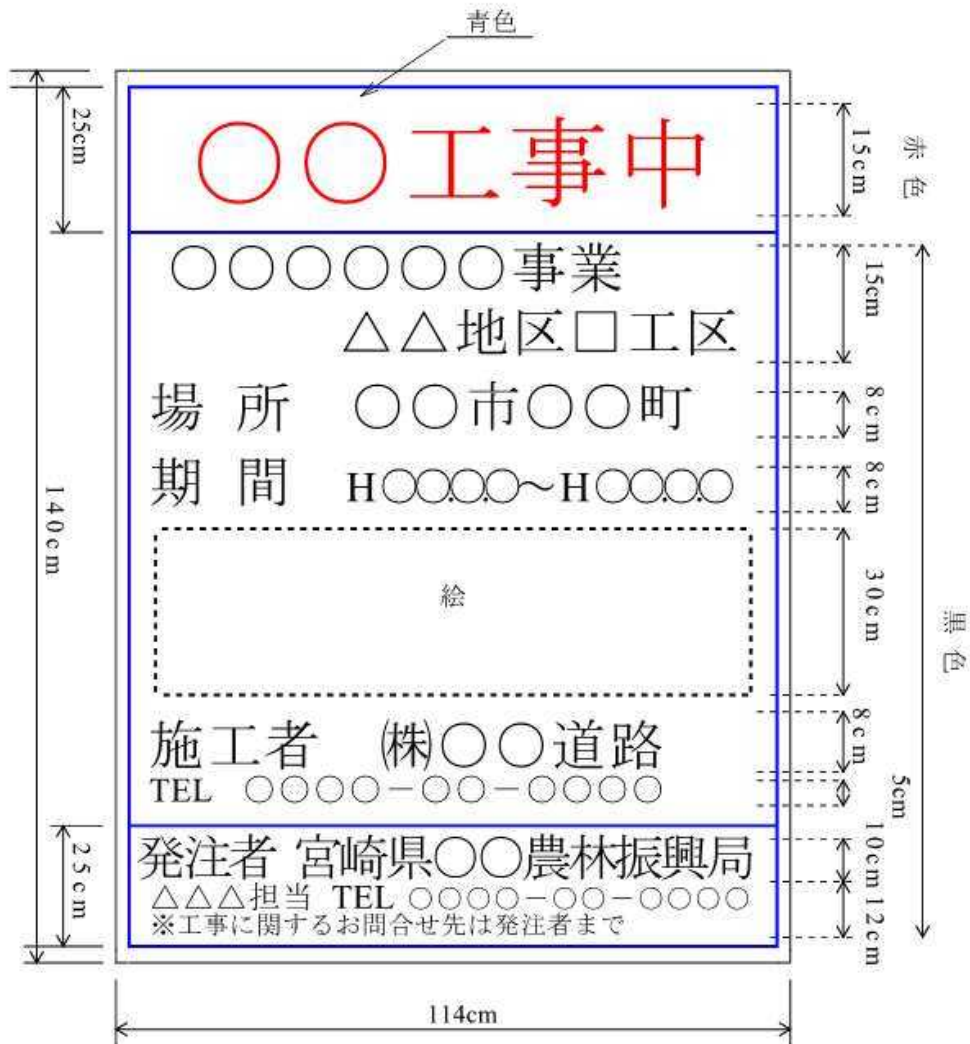 青色
25cm
○○工事中
15cm
赤色
○○○○○○事業
15cm
△△地区□工区
場所 ○○市○○町
8cm
期間 H○○.○.○～H○○.○.○
8cm
140cm
絵
30cm
黒色
施工者 ㈱○○道路
8cm
TEL ○○○○－○○－○○○○
5cm
25cm
発注者 宮崎県○○農林振興局
10cm
△△△担当 TEL ○○○○－○○－○○○○
12cm
※工事に関するお問合せ先は発注者まで
114cm